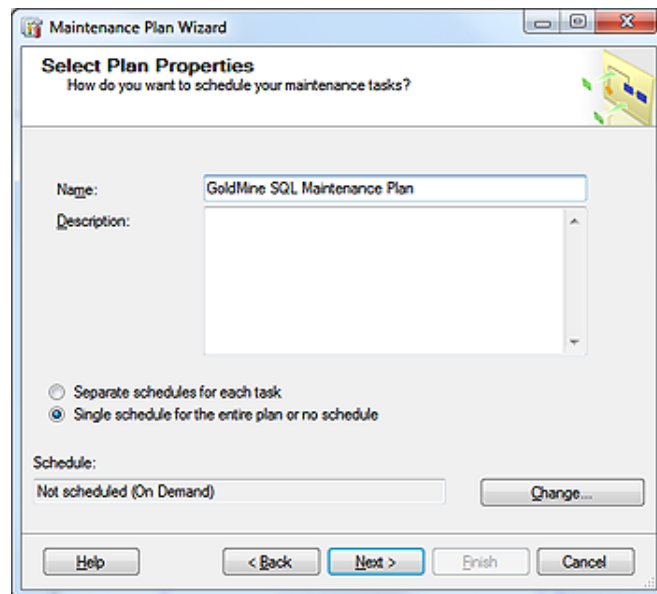 Maintenance Plan Wizard
Select Plan Properties
How do you want to schedule your maintenance tasks?
Name:
GoldMine SQL Maintenance Plan
Description:
Separate schedules for each task
Single schedule for the entire plan or no schedule
Schedule:
Not scheduled (On Demand)
Change...
Help
< Back
Next >
Finish
Cancel